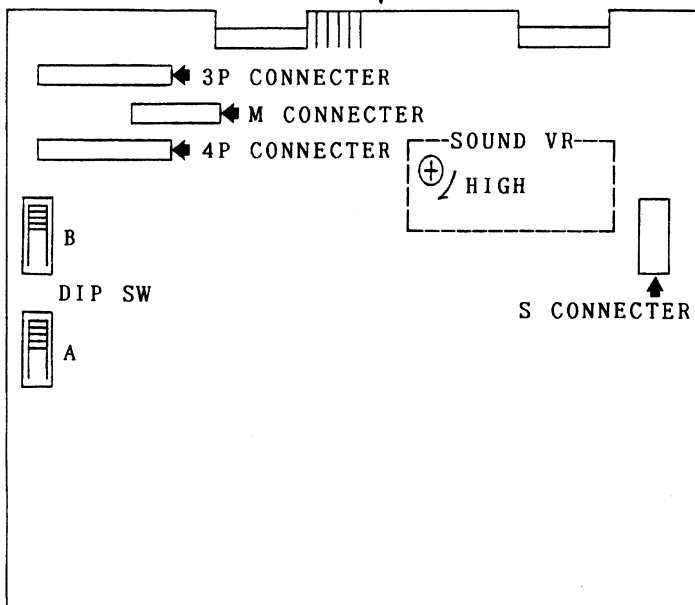 3P CONNECTER
M CONNECTER
4P CONNECTER
SOUND VR
HIGH
B
DIP SW
S CONNECTER
A